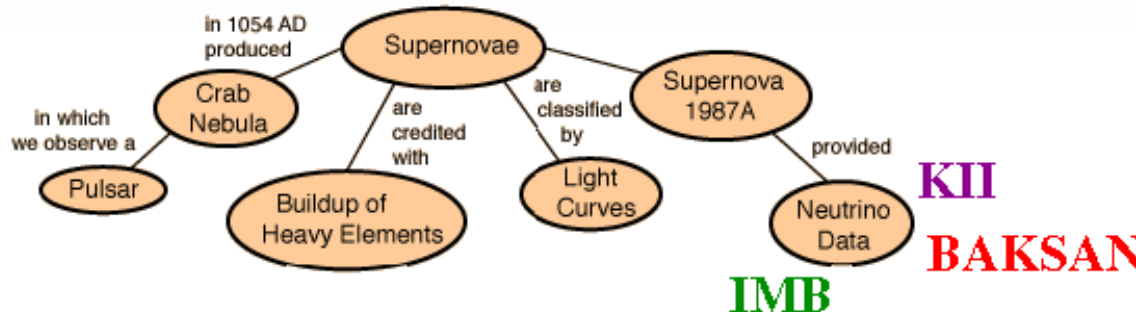 in 1054 AD
produced
Supernovae
Crab
Nebula
in which
we observe a
Pulsar
are
credited
with
Buildup of
Heavy Elements
are
classified
by
Light
Curves
Supernova
1987A
provided
Neutrino
Data
KII
BAKSAN
IMB